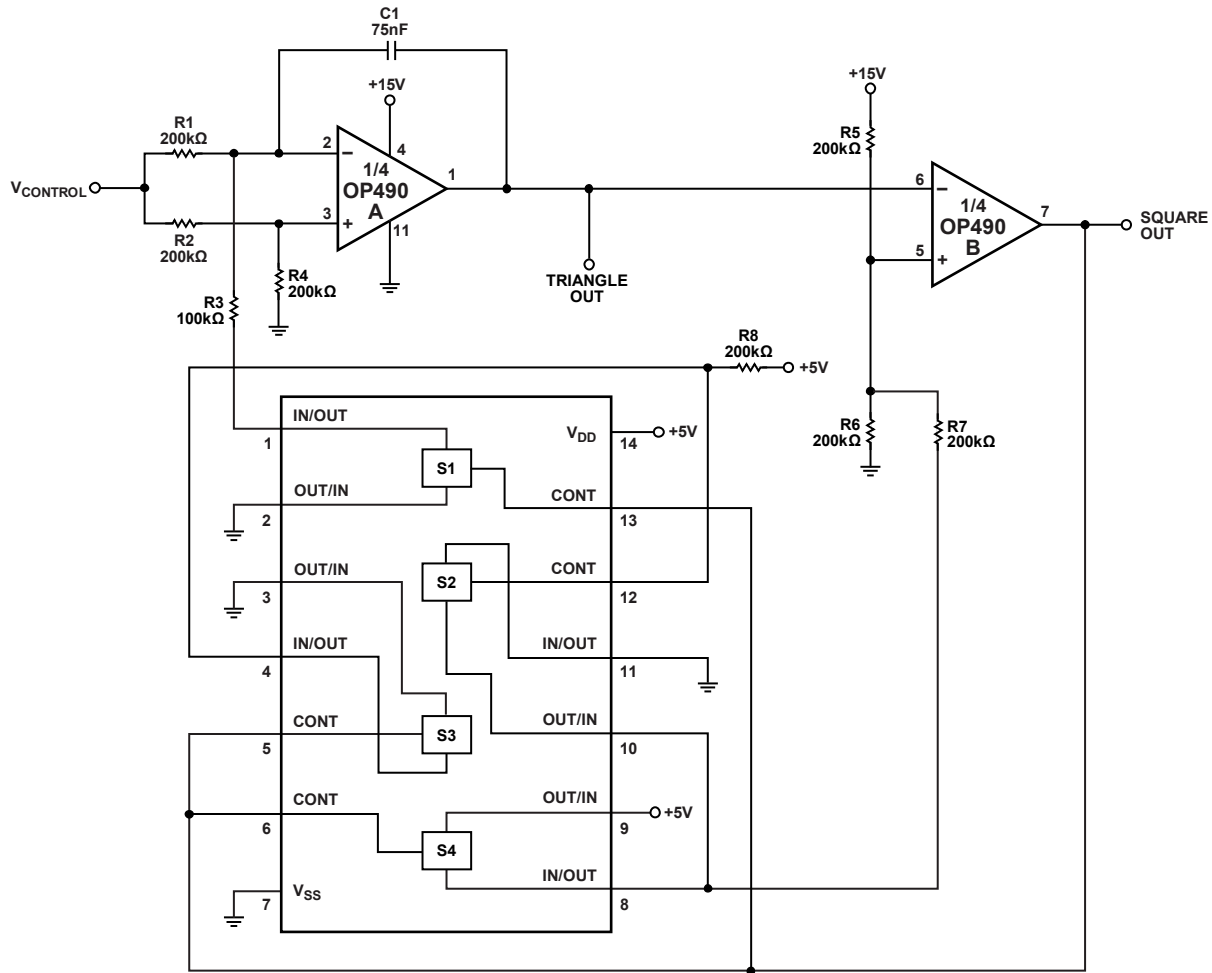 C1
75nF
+15V
+15V
R1
200kΩ
R5
200kΩ
2
4
1/4
OP490
A
1
VCONTROL
6
1/4
OP490
B
7
SQUARE
OUT
3
11
5
R2
200kΩ
R4
200kΩ
TRIANGLE
OUT
R3
100kΩ
R8
200kΩ
+5V
IN/OUT
1
VDD
14
+5V
R6
200kΩ
R7
200kΩ
S1
OUT/IN
2
CONT
13
OUT/IN
3
S2
CONT
12
IN/OUT
4
IN/OUT
11
CONT
5
S3
OUT/IN
10
CONT
6
OUT/IN
9
+5V
S4
IN/OUT
8
VSS
7